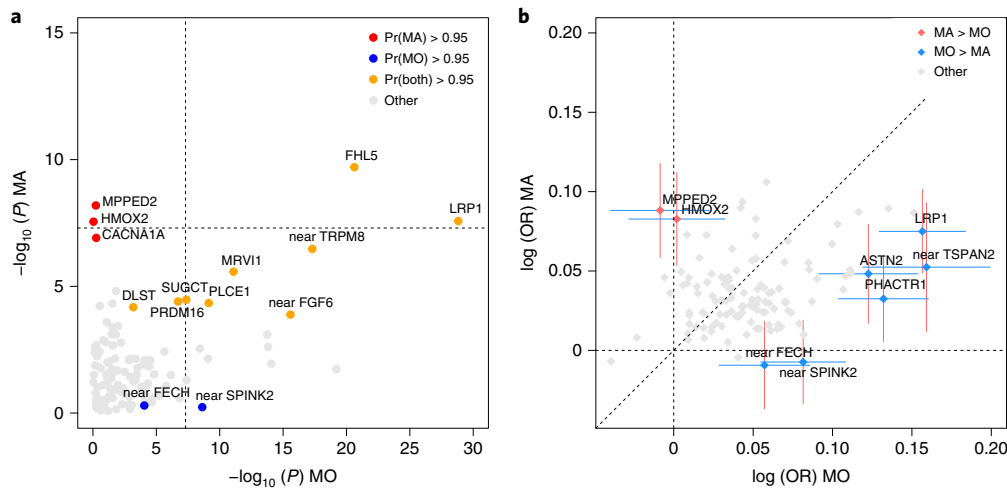 a
15
10
5
0
0
5
10
15
20
25
30
−log10 (P) MA
−log10 (P) MO
Pr(MA) > 0.95
Pr(MO) > 0.95
Pr(both) > 0.95
Other
FHL5
MPPED2
HMOX2
CACNA1A
LRP1
near TRPM8
MRVI1
SUGCT
DLST
PLCE1
PRDM16
near FGF6
near FECH
near SPINK2
b
0.20
0.15
0.10
0.05
0
0
0.05
0.10
0.15
0.20
log (OR) MA
log (OR) MO
MA > MO
MO > MA
Other
MPPED2
HMOX2
LRP1
ASTN2
near TSPAN2
PHACTR1
near FECH
near SPINK2